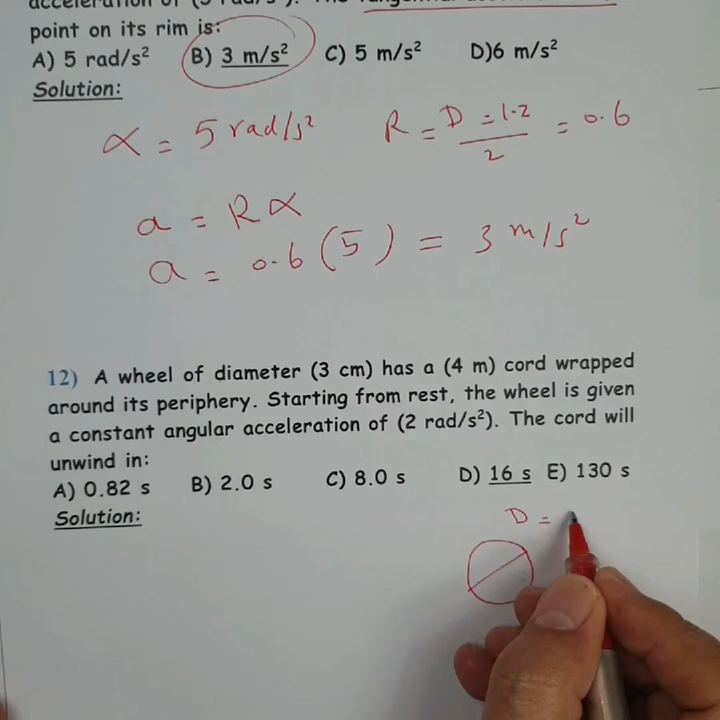 point on its rim is:
A) 5 rad/s² B) 3 m/s² C) 5 m/s² D)6 m/s²
Solution:
α = 5 rad/s² R = D = 1.2 / 2 = 0.6
a = Rα
a = 0.6 (5) = 3 m/s²
12) A wheel of diameter (3 cm) has a (4 m) cord wrapped
around its periphery. Starting from rest, the wheel is given
a constant angular acceleration of (2 rad/s²). The cord will
unwind in:
A) 0.82 s B) 2.0 s C) 8.0 s D) 16 s E) 130 s
Solution:
D =